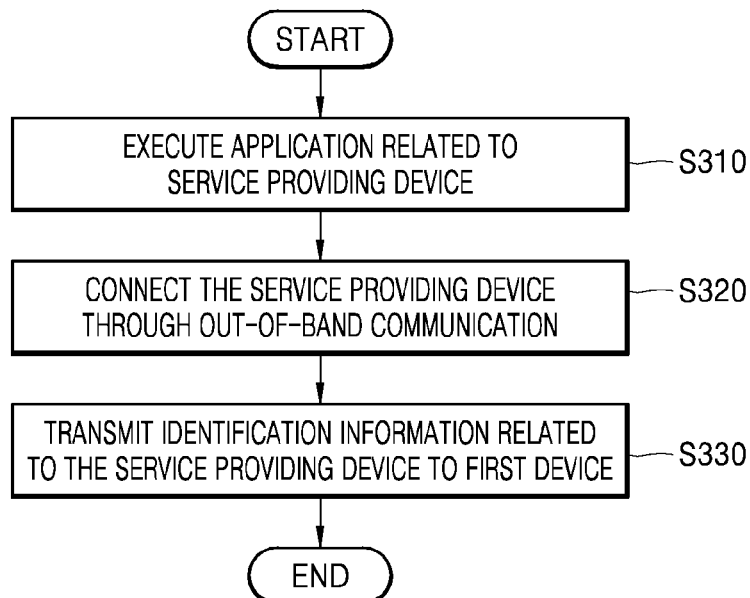 START
EXECUTE APPLICATION RELATED TO
SERVICE PROVIDING DEVICE
S310
CONNECT THE SERVICE PROVIDING DEVICE
THROUGH OUT-OF-BAND COMMUNICATION
S320
TRANSMIT IDENTIFICATION INFORMATION RELATED
TO THE SERVICE PROVIDING DEVICE TO FIRST DEVICE
S330
END